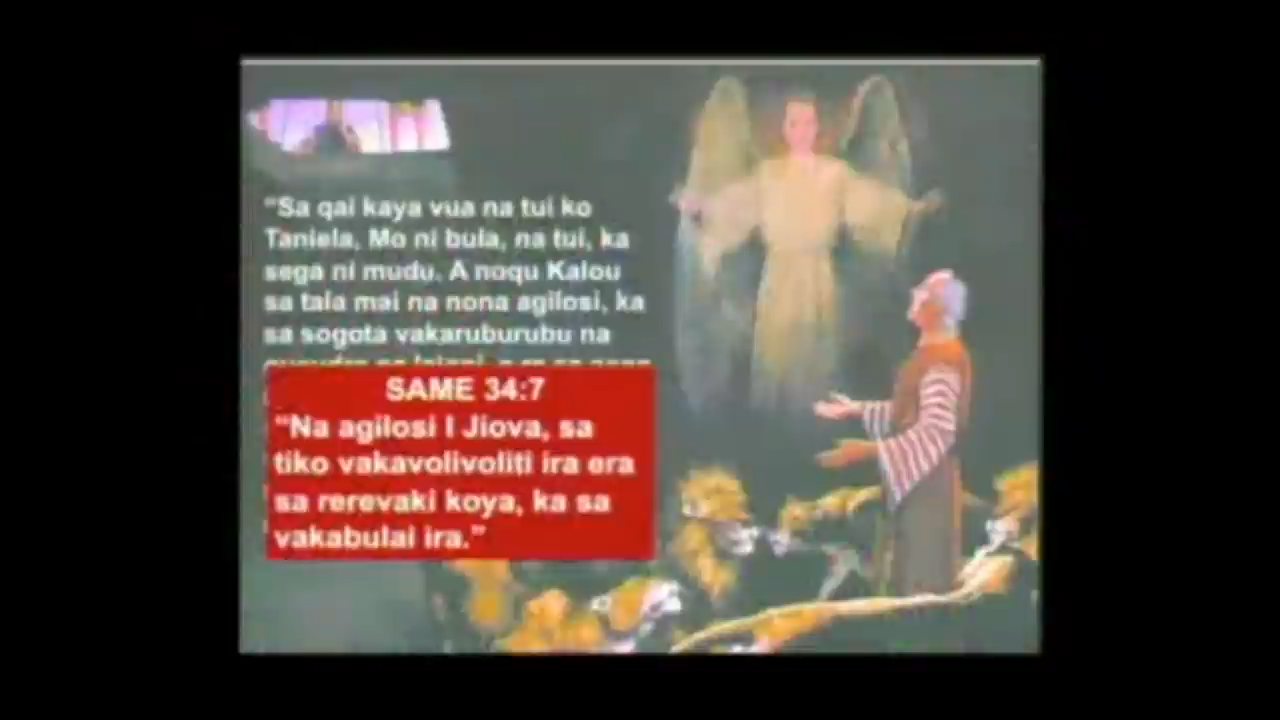 “Sa qai kaya vua na tui ko
Taniela, Mo ni bula, na tui, ka
sega ni mudu. A noqu Kalou
sa tala mai na nona agilosi, ka
sa sogota vakaruburubu na
SAME 34:7
“Na agilosi I Jiova, sa
tiko vakavolivoliti ira era
sa rerevaki koya, ka sa
vakabulai ira.”